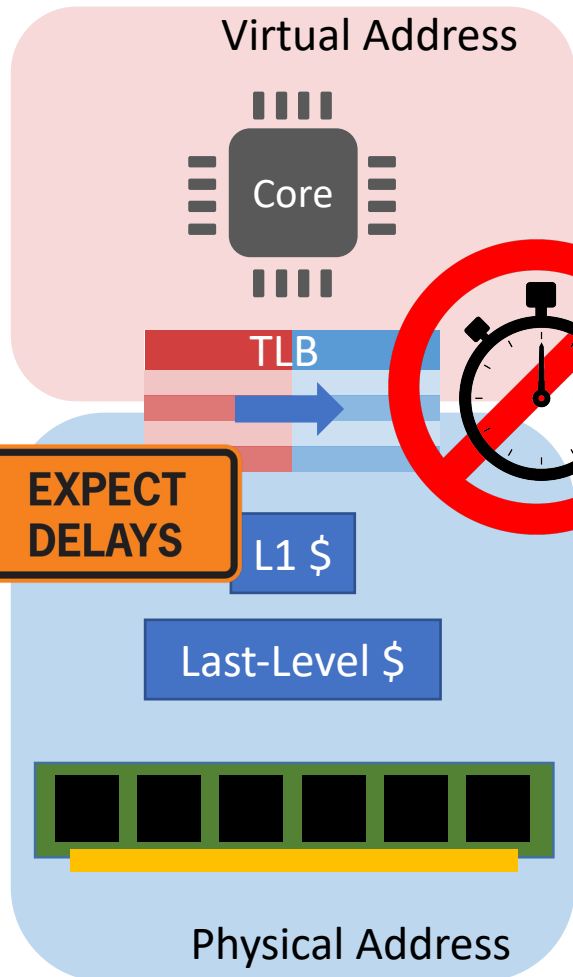 Virtual Address
Core
TLB
EXPECT
DELAYS
L1 $
Last-Level $
Physical Address